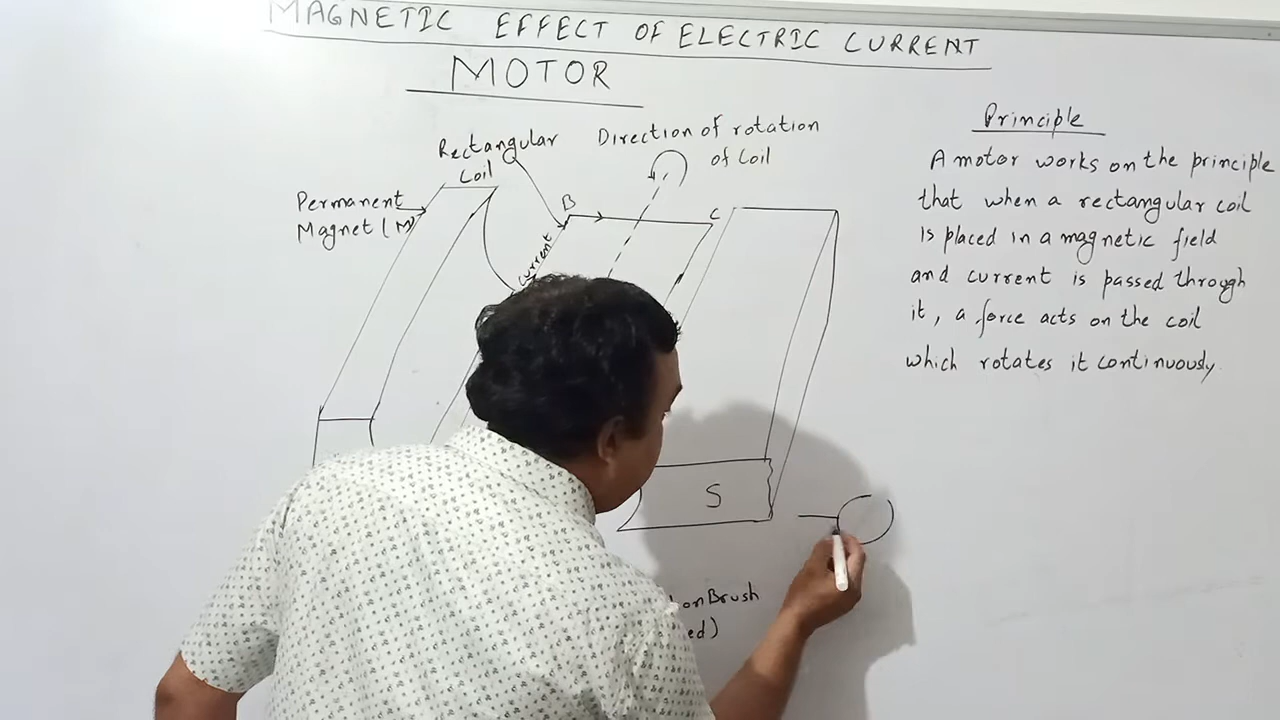 MAGNETIC EFFECT OF ELECTRIC CURRENT
MOTOR
Rectangular
Coil
Direction of rotation
of Coil
Permanent
Magnet (M)
B
C
Current
S
Brush
Principle
A motor works on the principle
that when a rectangular coil
is placed in a magnetic field
and current is passed through
it, a force acts on the coil
which rotates it continuously.